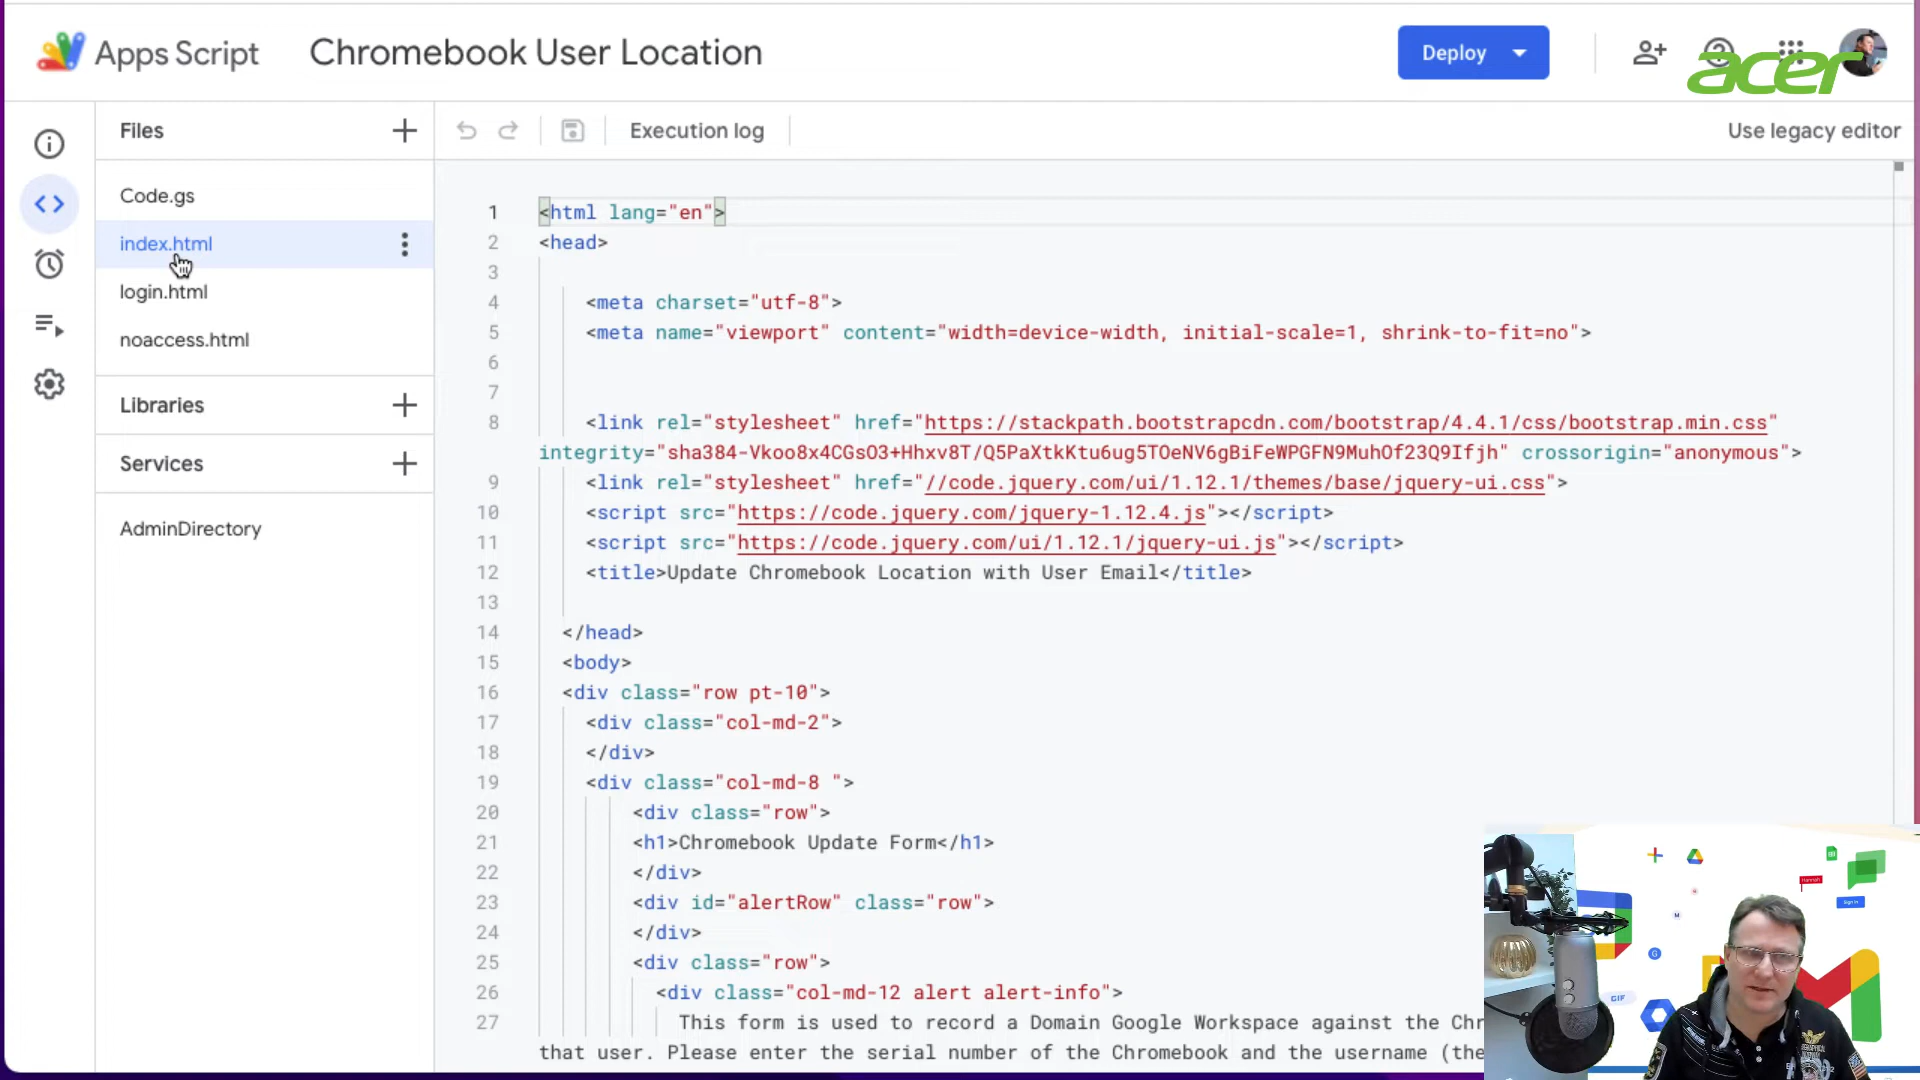 Apps Script
Chromebook User Location
Deploy
acer
Files
Execution log
Use legacy editor
Code.gs
index.html
login.html
noaccess.html
Libraries
Services
AdminDirectory
1 <html lang="en">
2 <head>
3
4 <meta charset="utf-8">
5 <meta name="viewport" content="width=device-width, initial-scale=1, shrink-to-fit=no">
6
7
8 <link rel="stylesheet" href="https://stackpath.bootstrapcdn.com/bootstrap/4.4.1/css/bootstrap.min.css"
integrity="sha384-Vkoo8x4CGsO3+Hhxv8T/Q5PaXtkKtu6ug5TOeNV6gBiFeWPGFN9MuhOf23Q9Ifjh" crossorigin="anonymous">
9 <link rel="stylesheet" href="//code.jquery.com/ui/1.12.1/themes/base/jquery-ui.css">
10 <script src="https://code.jquery.com/jquery-1.12.4.js"></script>
11 <script src="https://code.jquery.com/ui/1.12.1/jquery-ui.js"></script>
12 <title>Update Chromebook Location with User Email</title>
13
14 </head>
15 <body>
16 <div class="row pt-10">
17 <div class="col-md-2">
18 </div>
19 <div class="col-md-8 ">
20 <div class="row">
21 <h1>Chromebook Update Form</h1>
22 </div>
23 <div id="alertRow" class="row">
24 </div>
25 <div class="row">
26 <div class="col-md-12 alert alert-info">
27 This form is used to record a Domain Google Workspace against the Chr
that user. Please enter the serial number of the Chromebook and the username (the
Sign in
GIF